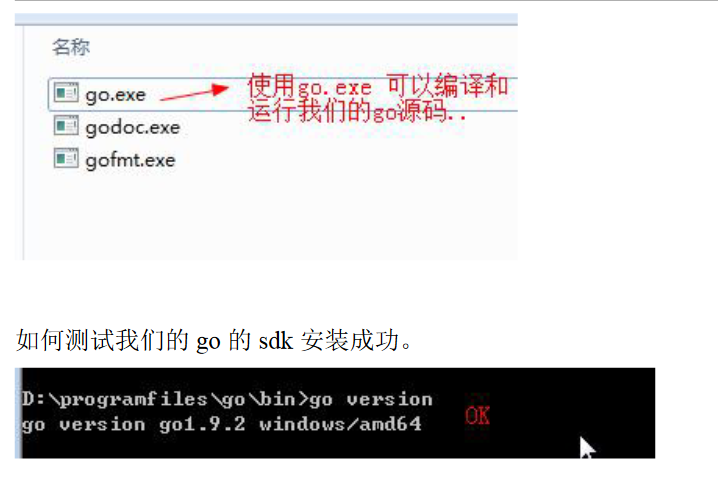 名称
go.exe
使用go.exe 可以编译和
运行我们的go源码..
godoc.exe
gofmt.exe
如何测试我们的 go 的 sdk 安装成功。
D:\programfiles\go\bin>go version
go version go1.9.2 windows/amd64
OK